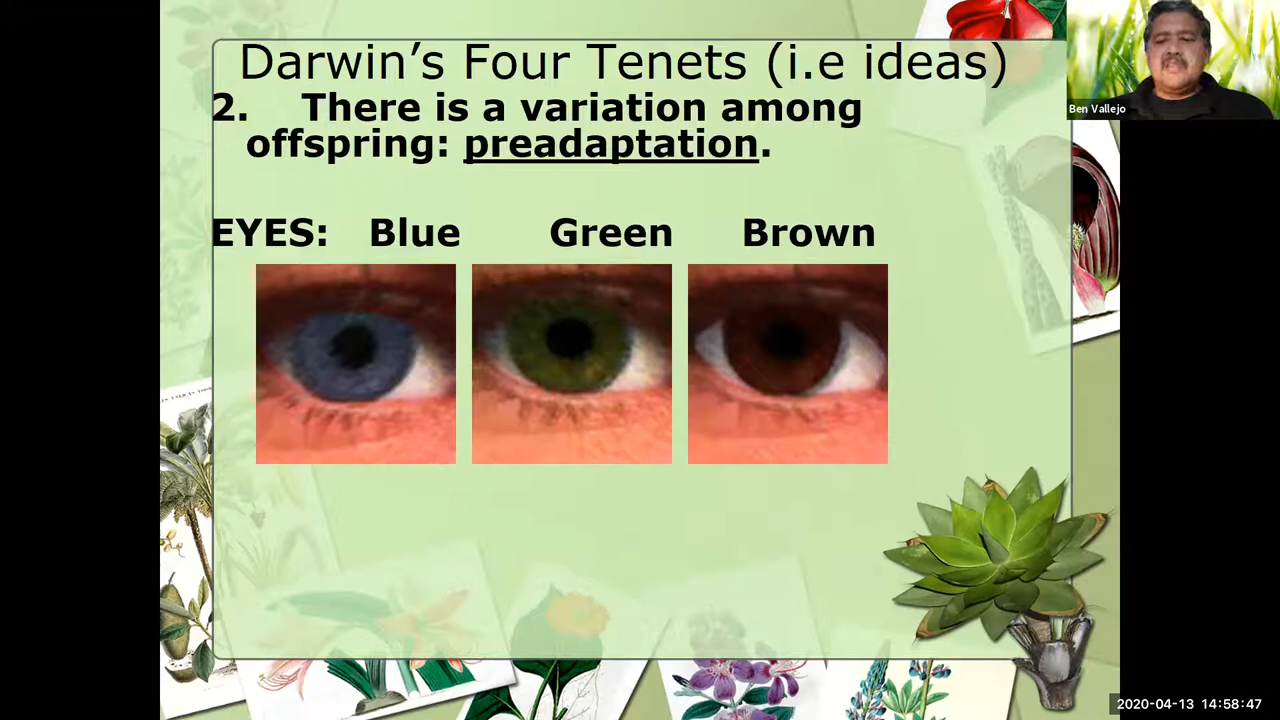 Darwin’s Four Tenets (i.e ideas)
2. There is a variation among
offspring: preadaptation.
EYES: Blue Green Brown
Ben Vallejo
2020-04-13 14:58:47